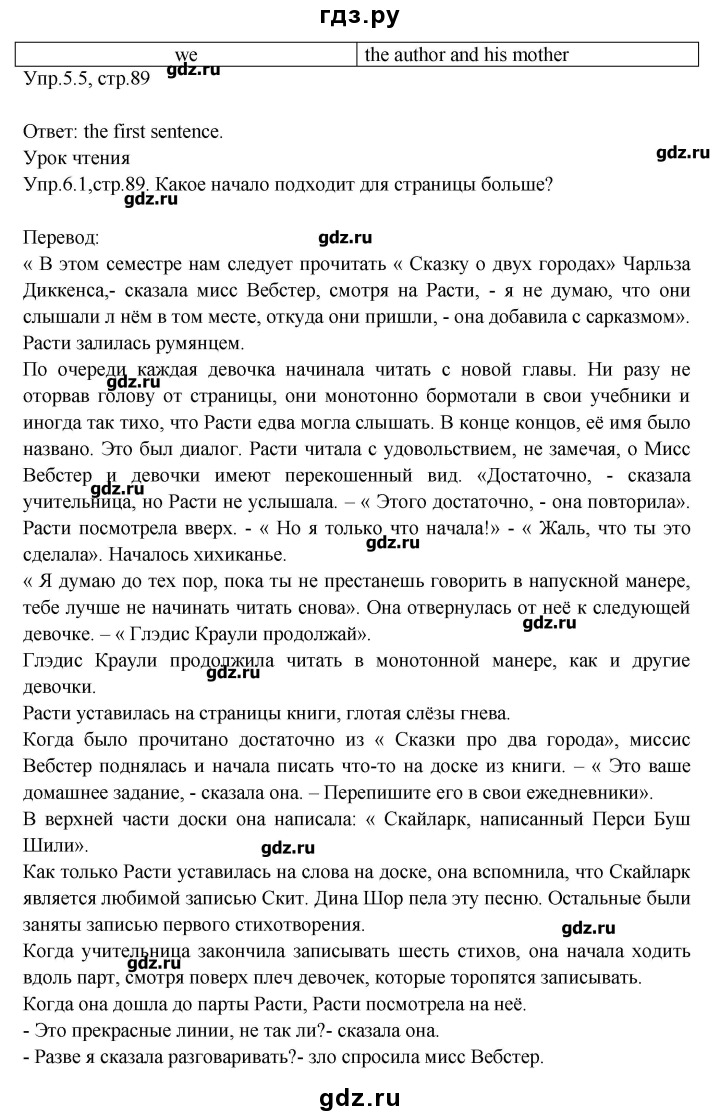 гдз.ру
we	the author and his mother
gdz.ru
Упр.5.5, стр.89
Ответ: the first sentence.
gdz.ru
Урок чтения
Упр.6.1,стр.89. Какое начало подходит для страницы больше?
gdz.ru
Перевод:
gdz.ru
« В этом семестре нам следует прочитать « Сказку о двух городах» Чарльза
Диккенса,- сказала мисс Вебстер, смотря на Расти, - я не думаю, что они
слышали л нём в том месте, откуда они пришли, - она добавила с сарказмом».
Расти залилась румянцем.
По очереди каждая девочка начинала читать с новой главы. Ни разу не
gdz.ru
оторвав голову от страницы, они монотонно бормотали в свои учебники и
иногда так тихо, что Расти едва могла слышать. В конце концов, её имя было
названо. Это был диалог. Расти читала с удовольствием, не замечая, о Мисс
Вебстер и девочки имеют перекошенный вид. «Достаточно, - сказала
gdz.ru
учительница, но Расти не услышала. – « Этого достаточно, - она повторила».
Расти посмотрела вверх. - « Но я только что начала!» - « Жаль, что ты это
gdz.ru
сделала». Началось хихиканье.
« Я думаю до тех пор, пока ты не престанешь говорить в напускной манере,
тебе лучше не начинать читать снова». Она отвернулась от неё к следующей
gdz.ru
девочке. – « Глэдис Краули продолжай».
Глэдис Краули продолжила читать в монотонной манере, как и другие
gdz.ru
девочки.
Расти уставилась на страницы книги, глотая слёзы гнева.
Когда было прочитано достаточно из « Сказки про два города», миссис
Вебстер поднялась и начала писать что-то на доске из книги. – « Это ваше
домашнее задание, - сказала она. – Перепишите его в свои ежедневники».
В верхней части доски она написала: « Скайларк, написанный Перси Буш
Шили».
gdz.ru
Как только Расти уставилась на слова на доске, она вспомнила, что Скайларк
является любимой записью Скит. Дина Шор пела эту песню. Остальные были
заняты записью первого стихотворения.
gdz.ru
Когда учительница закончила записывать шесть стихов, она начала ходить
gdz.ru
вдоль парт, смотря поверх плеч девочек, которые торопятся записывать.
Когда она дошла до парты Расти, Расти посмотрела на неё.
- Это прекрасные линии, не так ли?- сказала она.
- Разве я сказала разговаривать?- зло спросила мисс Вебстер.
gdz.ru